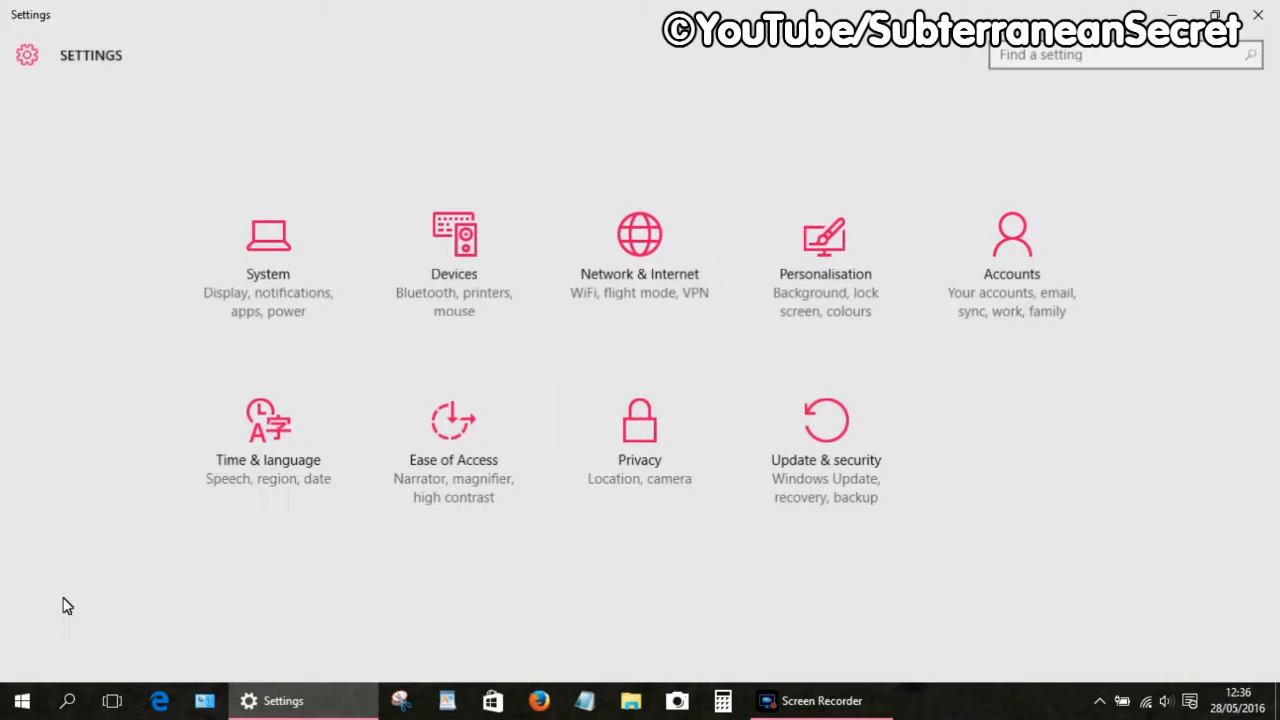 Settings
©YouTube/SubterraneanSecret
SETTINGS
Find a setting
System
Display, notifications,
apps, power
Devices
Bluetooth, printers,
mouse
Network & Internet
WiFi, flight mode, VPN
Personalisation
Background, lock
screen, colours
Accounts
Your accounts, email,
sync, work, family
Time & language
Speech, region, date
Ease of Access
Narrator, magnifier,
high contrast
Privacy
Location, camera
Update & security
Windows Update,
recovery, backup
Settings
Screen Recorder
12:36
28/05/2016